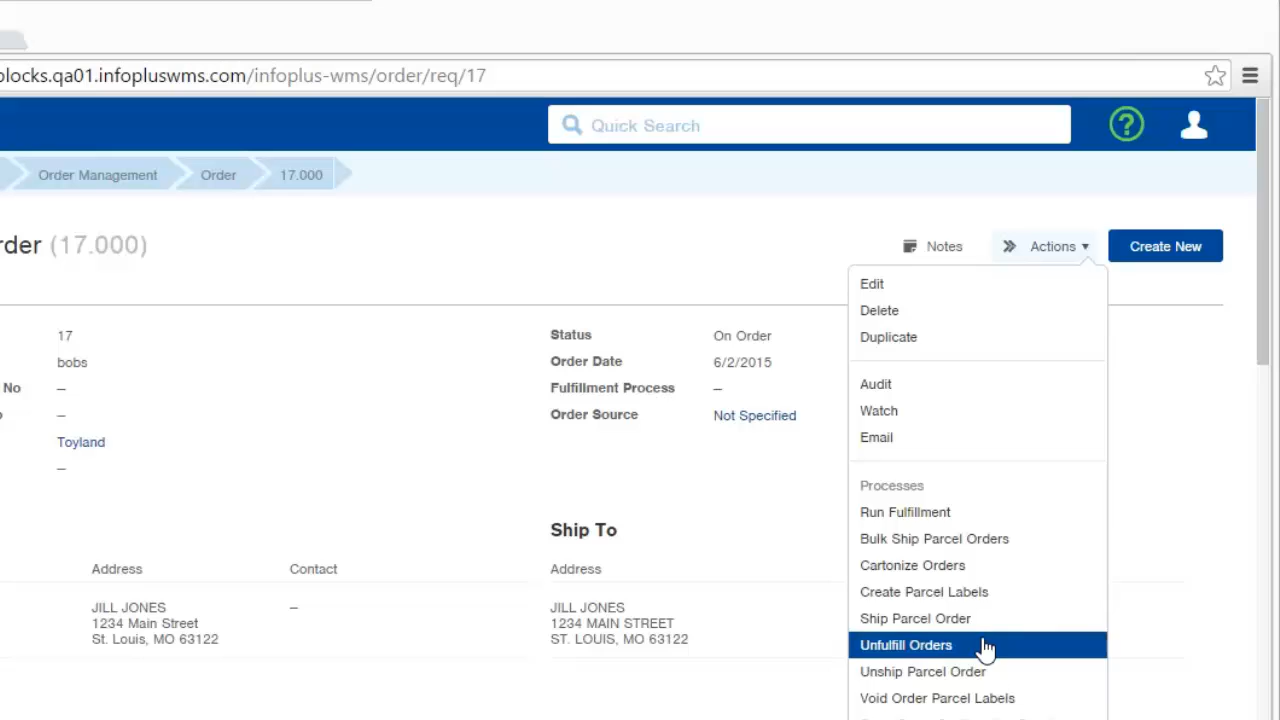 blocks.qa01.infopluswms.com/infoplus-wms/order/req/17
Quick Search
?
Order Management
Order
17.000
rder (17.000)
Notes
Actions
Create New
Edit
Delete
Duplicate
Audit
Watch
Email
Processes
Run Fulfillment
Bulk Ship Parcel Orders
Cartonize Orders
Create Parcel Labels
Ship Parcel Order
Unfulfill Orders
Unship Parcel Order
Void Order Parcel Labels
17
bobs
No –
–
Toyland
–
Status On Order
Order Date 6/2/2015
Fulfillment Process –
Order Source Not Specified
Address Contact
JILL JONES –
1234 Main Street
St. Louis, MO 63122
Ship To
Address
JILL JONES
1234 MAIN STREET
ST. LOUIS, MO 63122